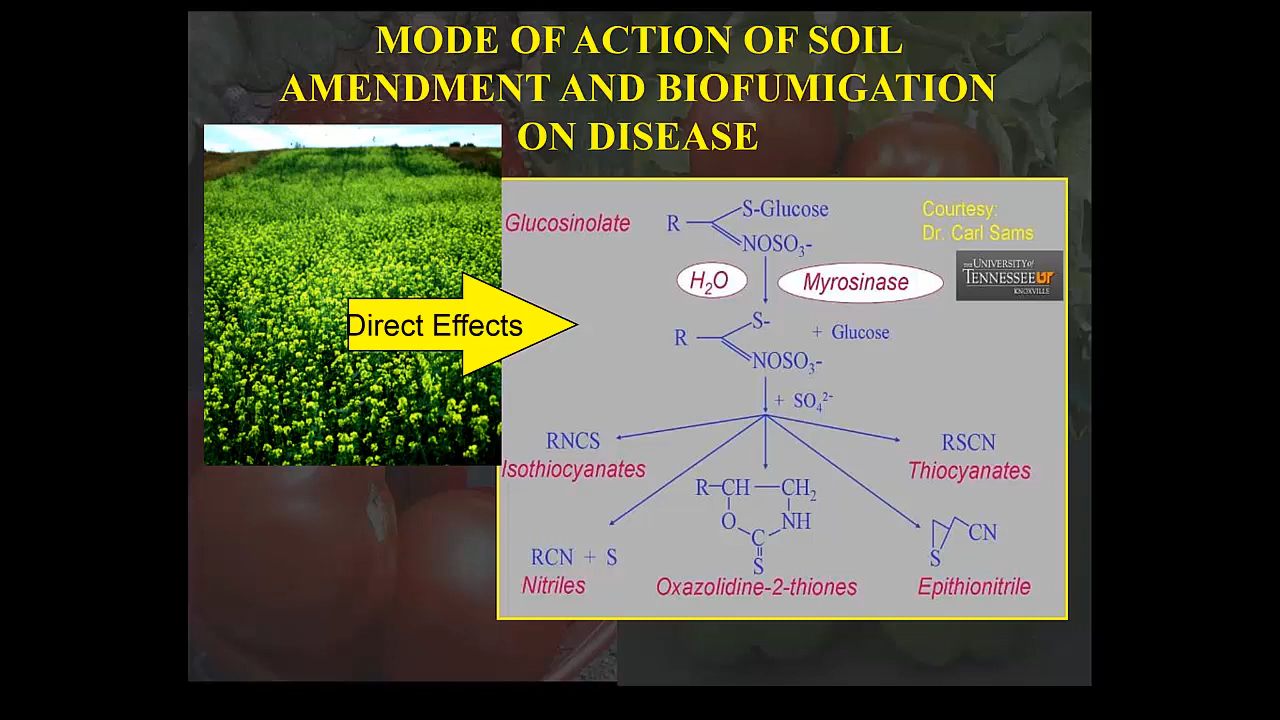 MODE OF ACTION OF SOIL
AMENDMENT AND BIOFUMIGATION
ON DISEASE
Direct Effects
Glucosinolate
R
S-Glucose
NOSO₃-
Courtesy:
Dr. Carl Sams
THE UNIVERSITY of
TENNESSEE UT
KNOXVILLE
H₂O
Myrosinase
R
S-
NOSO₃-
+ Glucose
+ SO₄²-
RNCS
Isothiocyanates
RSCN
Thiocyanates
R-CH-CH₂
O
NH
C
S
Oxazolidine-2-thiones
RCN + S
Nitriles
CN
S
Epithionitrile